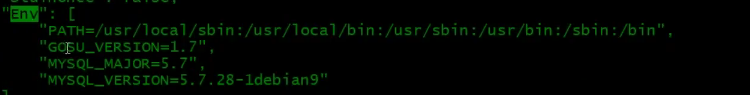 "Env": [
"PATH=/usr/local/sbin:/usr/local/bin:/usr/sbin:/usr/bin:/sbin:/bin",
"GOSU_VERSION=1.7",
"MYSQL_MAJOR=5.7",
"MYSQL_VERSION=5.7.28-1debian9"